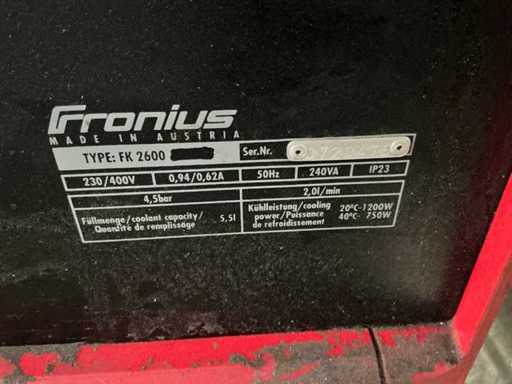 Fronius
MADE IN AUSTRIA
TYPE: FK 2600 Ser.Nr.
230/400V 0,94/0,62A 50Hz 240VA IP23
4,5bar 2,0l/min
Füllmenge/coolant capacity/ 5,5l
Quantite de remplissage
Kühlleistung/cooling 20°C-1200W
power/Puissance 40°C- 750W
de refroidissement